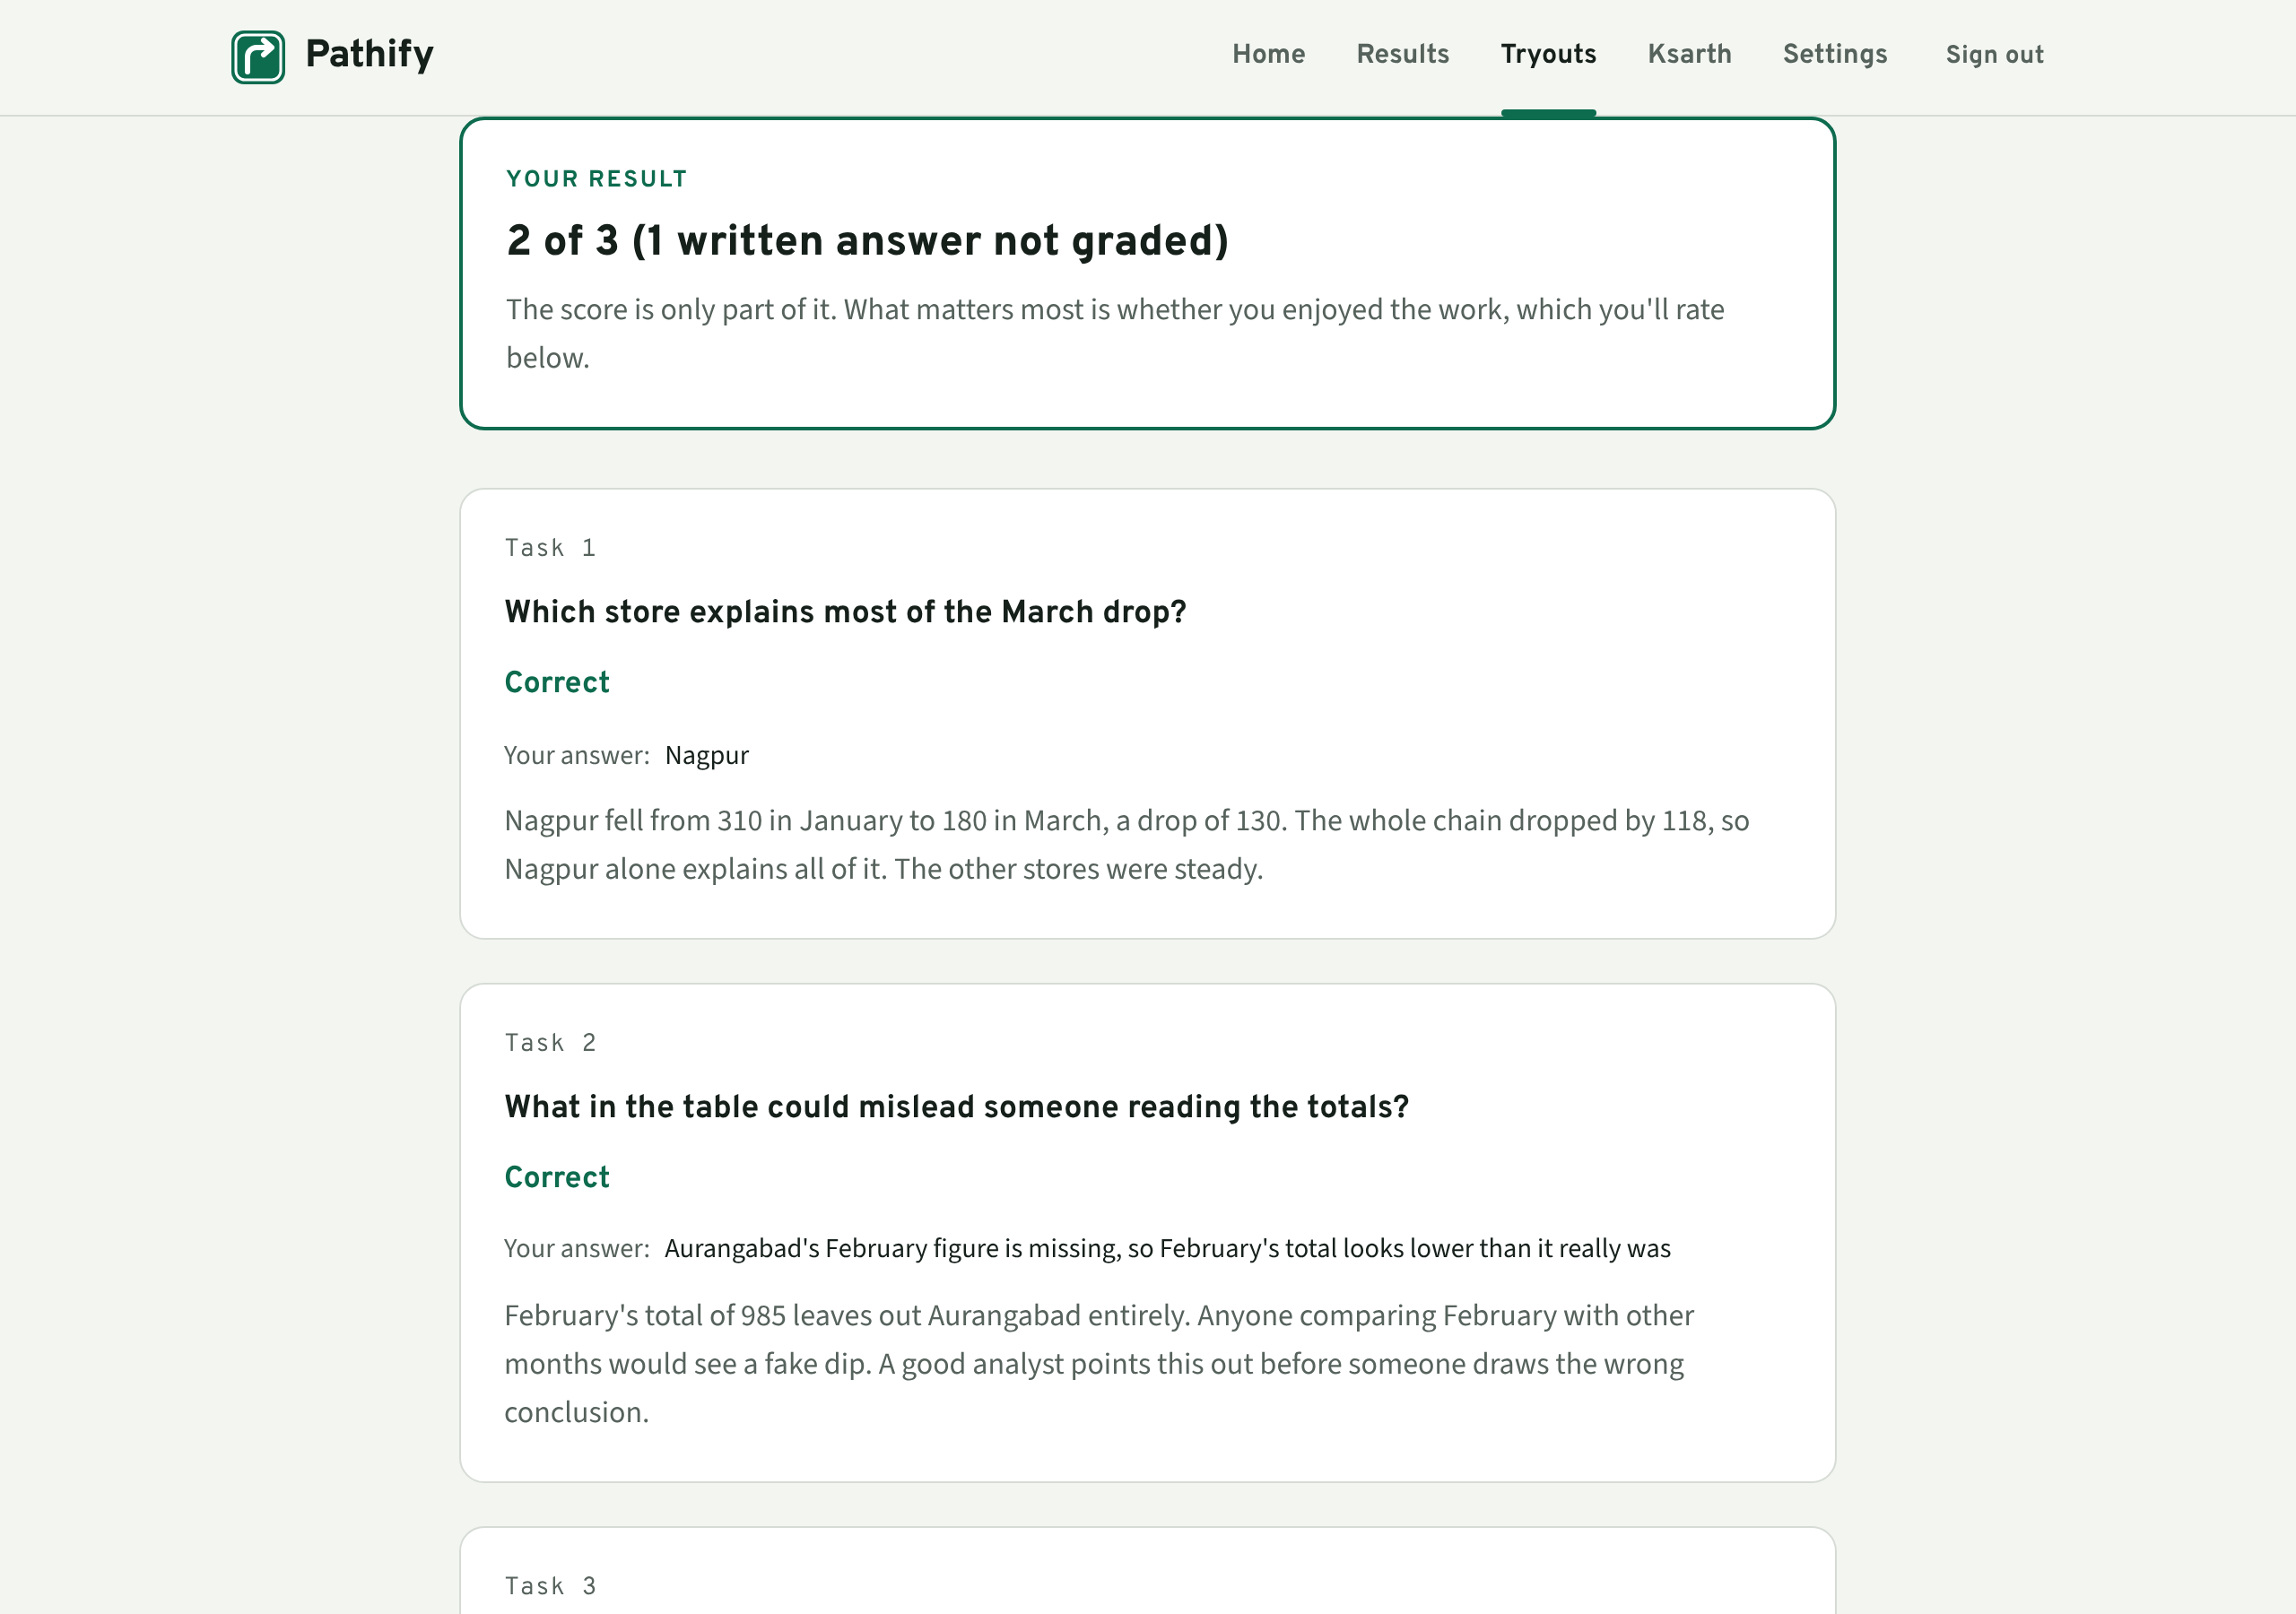 Pathify
Home Results Tryouts Ksarth Settings Sign out
YOUR RESULT
2 of 3 (1 written answer not graded)
The score is only part of it. What matters most is whether you enjoyed the work, which you'll rate
below.
Task 1
Which store explains most of the March drop?
Correct
Your answer: Nagpur
Nagpur fell from 310 in January to 180 in March, a drop of 130. The whole chain dropped by 118, so
Nagpur alone explains all of it. The other stores were steady.
Task 2
What in the table could mislead someone reading the totals?
Correct
Your answer: Aurangabad's February figure is missing, so February's total looks lower than it really was
February's total of 985 leaves out Aurangabad entirely. Anyone comparing February with other
months would see a fake dip. A good analyst points this out before someone draws the wrong
conclusion.
Task 3